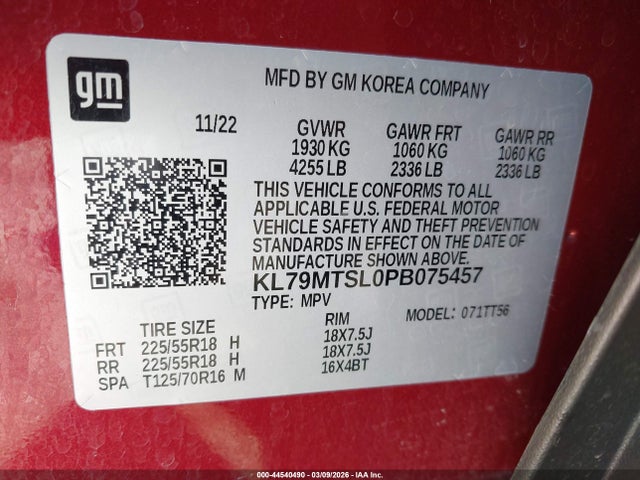 gm
MFD BY GM KOREA COMPANY
11/22 GVWR GAWR FRT GAWR RR
1930 KG 1060 KG 1060 KG
4255 LB 2336 LB 2336 LB
THIS VEHICLE CONFORMS TO ALL
APPLICABLE U.S. FEDERAL MOTOR
VEHICLE SAFETY AND THEFT PREVENTION
STANDARDS IN EFFECT ON THE DATE OF
MANUFACTURE SHOWN ABOVE.
KL79MTSL0PB075457
TYPE: MPV MODEL: 071TT56
TIRE SIZE RIM
FRT 225/55R18 H 18X7.5J
RR 225/55R18 H 18X7.5J
SPA T125/70R16 M 16X4BT
000-44540490 - 03/09/2026 - IAA Inc.